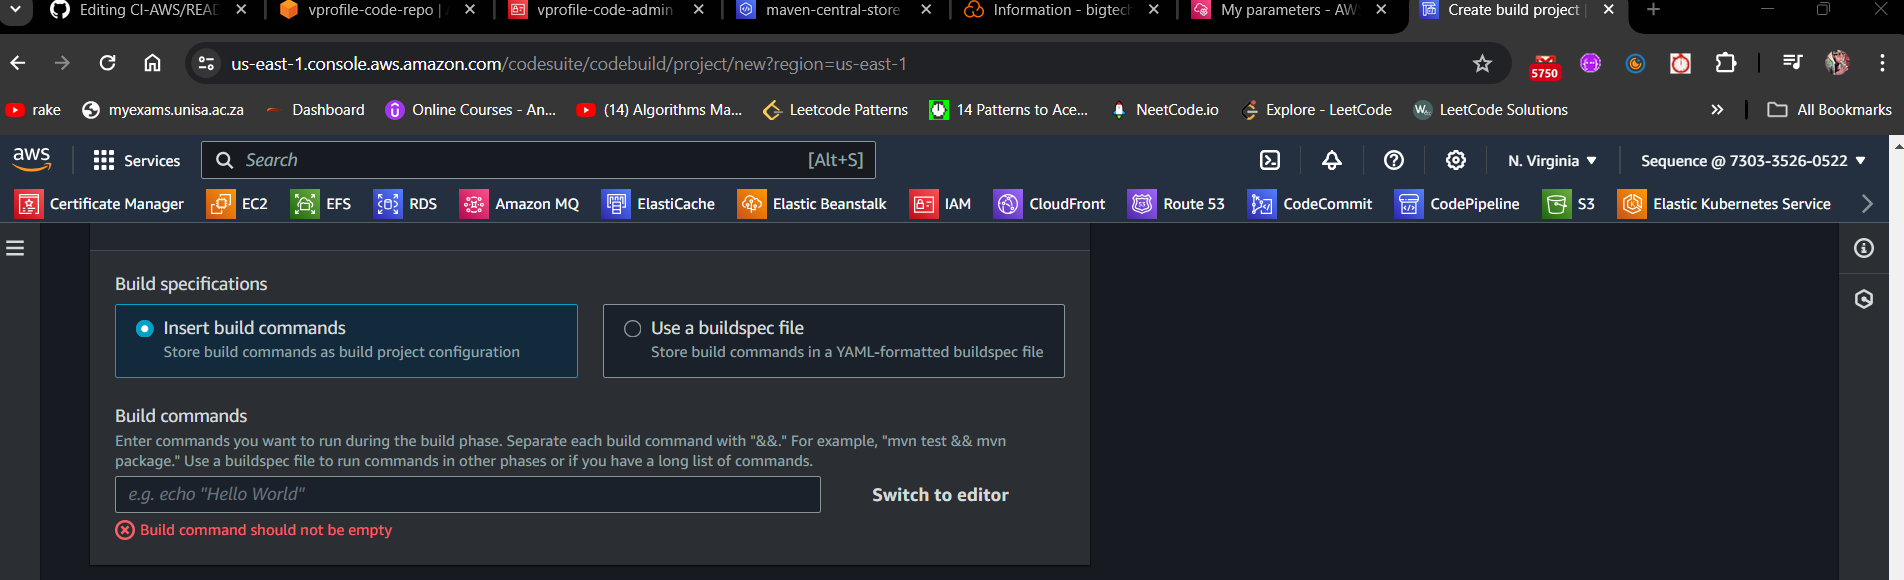 Editing CI-AWS/READ
vprofile-code-repo | A
vprofile-code-admin
maven-central-store
Information - bigtech
My parameters - AWS
Create build project |
us-east-1.console.aws.amazon.com/codesuite/codebuild/project/new?region=us-east-1
5750
rake
myexams.unisa.ac.za
Dashboard
Online Courses - An...
(14) Algorithms Ma...
Leetcode Patterns
14 Patterns to Ace...
NeetCode.io
Explore - LeetCode
LeetCode Solutions
»
All Bookmarks
aws
Services
Search
[Alt+S]
N. Virginia
Sequence @ 7303-3526-0522
Certificate Manager
EC2
EFS
RDS
Amazon MQ
ElastiCache
Elastic Beanstalk
IAM
CloudFront
Route 53
CodeCommit
CodePipeline
S3
Elastic Kubernetes Service
Build specifications
Insert build commands
Store build commands as build project configuration
Use a buildspec file
Store build commands in a YAML-formatted buildspec file
Build commands
Enter commands you want to run during the build phase. Separate each build command with "&&." For example, "mvn test && mvn
package." Use a buildspec file to run commands in other phases or if you have a long list of commands.
e.g. echo "Hello World"
Switch to editor
Build command should not be empty